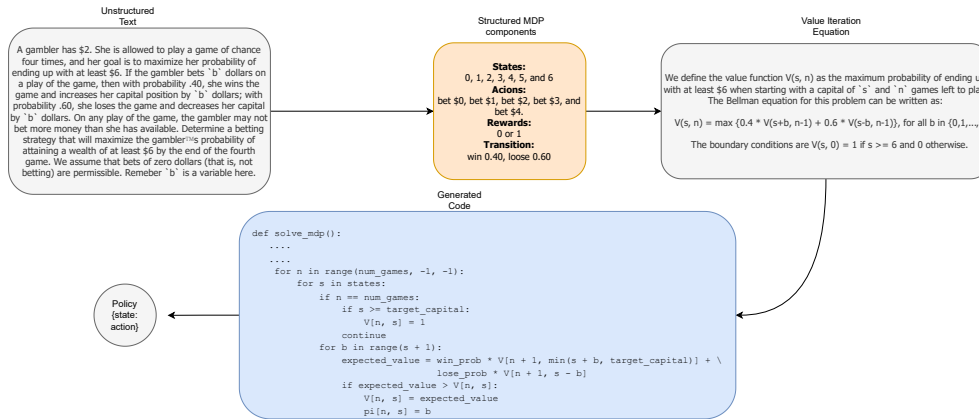 Unstructured
Text
A gambler has $2. She is allowed to play a game of chance
four times, and her goal is to maximize her probability of
ending up with at least $6. If the gambler bets `b` dollars on
a play of the game, then with probability .40, she wins the
game and increases her capital position by `b` dollars; with
probability .60, she loses the game and decreases her capital
by `b` dollars. On any play of the game, the gambler may not
bet more money than she has available. Determine a betting
strategy that will maximize the gambler™s probability of
attaining a wealth of at least $6 by the end of the fourth
game. We assume that bets of zero dollars (that is, not
betting) are permissible. Remeber `b` is a variable here.
Structured MDP
components
States:
0, 1, 2, 3, 4, 5, and 6
Acions:
bet $0, bet $1, bet $2, bet $3, and
bet $4.
Rewards:
0 or 1
Transition:
win 0.40, loose 0.60
Value Iteration
Equation
We define the value function V(s, n) as the maximum probability of ending u
with at least $6 when starting with a capital of `s` and `n` games left to pla
The Bellman equation for this problem can be written as:
V(s, n) = max {0.4 * V(s+b, n-1) + 0.6 * V(s-b, n-1)}, for all b in {0,1,...,
The boundary conditions are V(s, 0) = 1 if s >= 6 and 0 otherwise.
Generated
Code
def solve_mdp():
....
....
for n in range(num_games, -1, -1):
for s in states:
if n == num_games:
if s >= target_capital:
V[n, s] = 1
continue
for b in range(s + 1):
expected_value = win_prob * V[n + 1, min(s + b, target_capital)] + \
lose_prob * V[n + 1, s - b]
if expected_value > V[n, s]:
V[n, s] = expected_value
pi[n, s] = b
Policy
{state:
action}